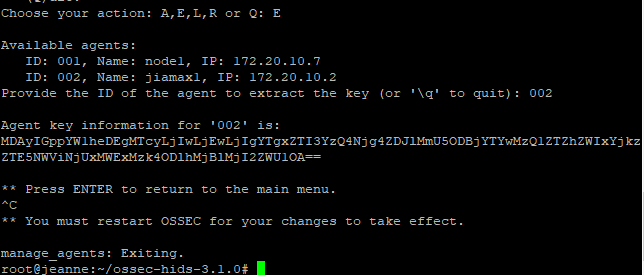 Choose your action: A,E,L,R or Q: E
Available agents:
ID: 001, Name: node1, IP: 172.20.10.7
ID: 002, Name: jiamax1, IP: 172.20.10.2
Provide the ID of the agent to extract the key (or '\q' to quit): 002
Agent key information for '002' is:
MDAyIGppYW1heDEgMTcyLjIwLjEwLjIgYTgxZTI3YzQ4Njg4ZDJlMmU5ODBjYTYwMzQlZTZhZWIxYjkz
ZTE5NWViNjUxMWExMzk4ODlhMjBlMjI2ZWUlOA==
** Press ENTER to return to the main menu.
^C
** You must restart OSSEC for your changes to take effect.
manage_agents: Exiting.
root@jeanne:~/ossec-hids-3.1.0#